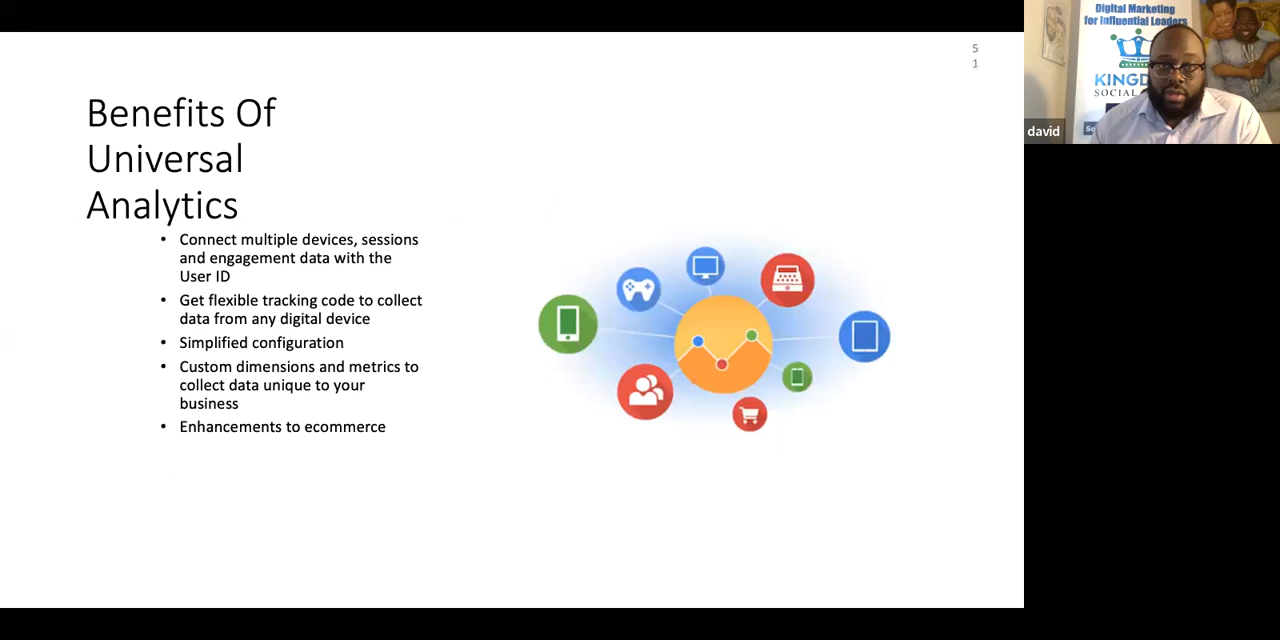 5
1
Benefits Of
Universal
Analytics
• Connect multiple devices, sessions
and engagement data with the
User ID
• Get flexible tracking code to collect
data from any digital device
• Simplified configuration
• Custom dimensions and metrics to
collect data unique to your
business
• Enhancements to ecommerce
Digital Marketing
for Influential Leaders
KINGD
SOCIAL
david